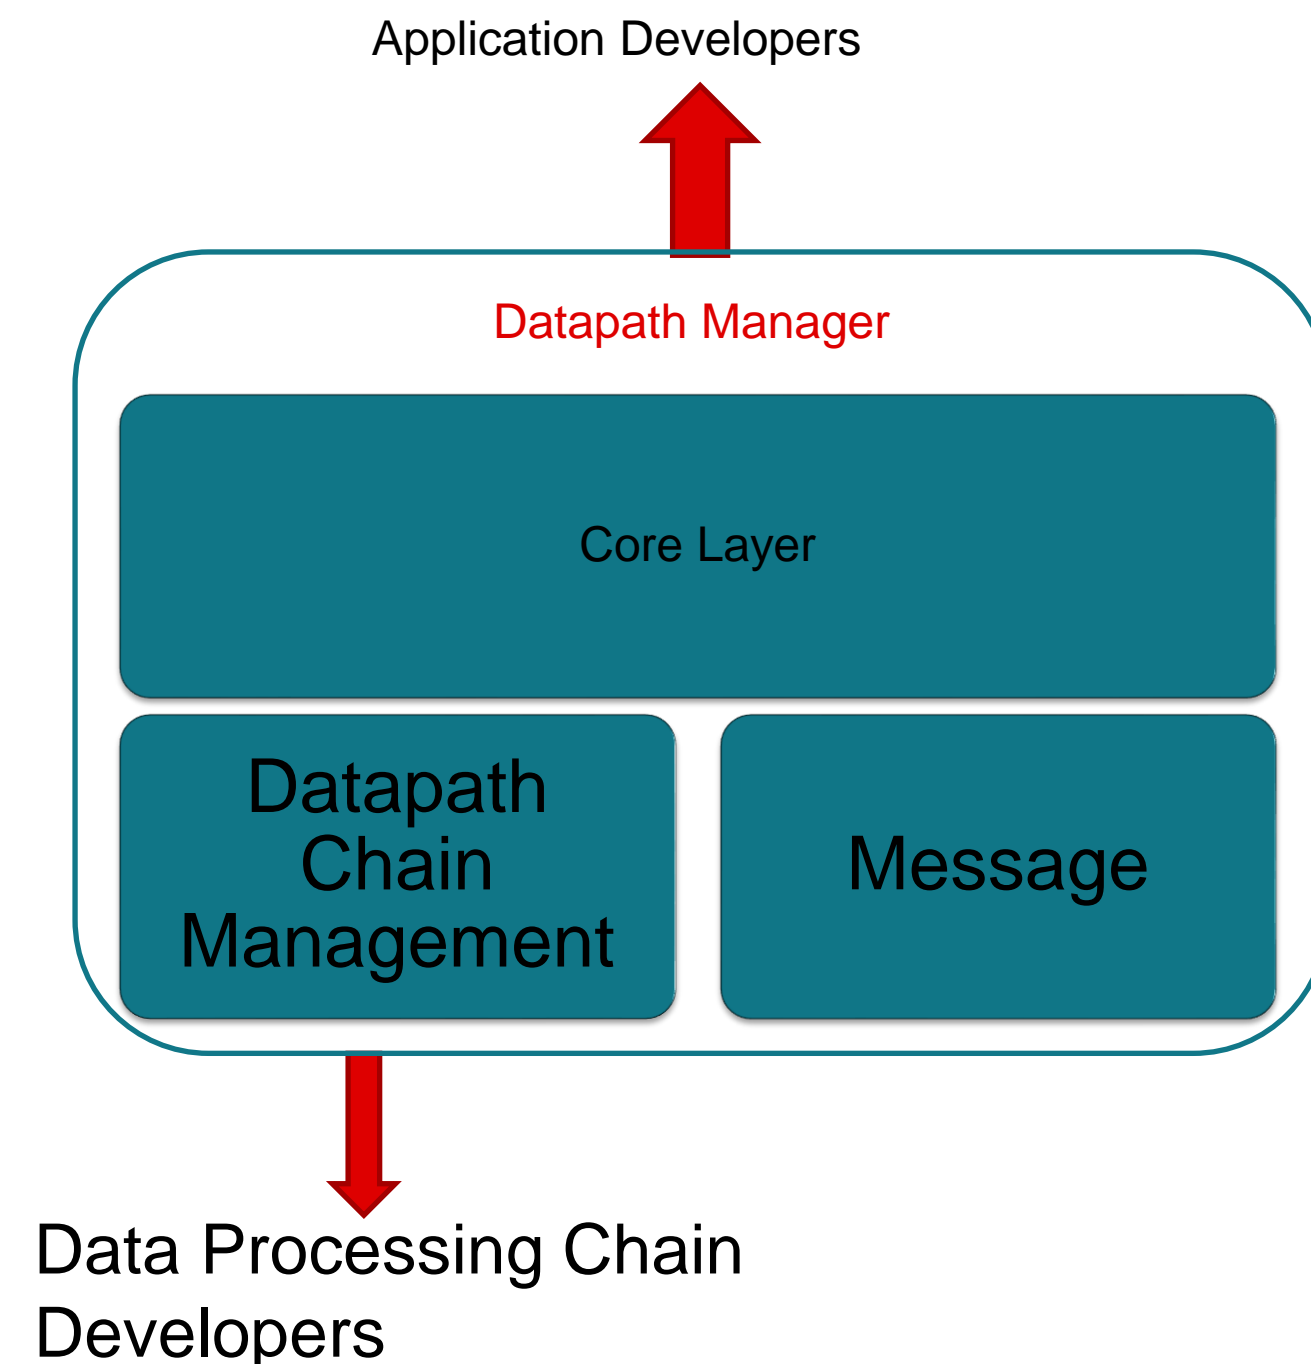 Application Developers
Datapath Manager
Core Layer
Datapath
Chain
Management
Message
Data Processing Chain
Developers